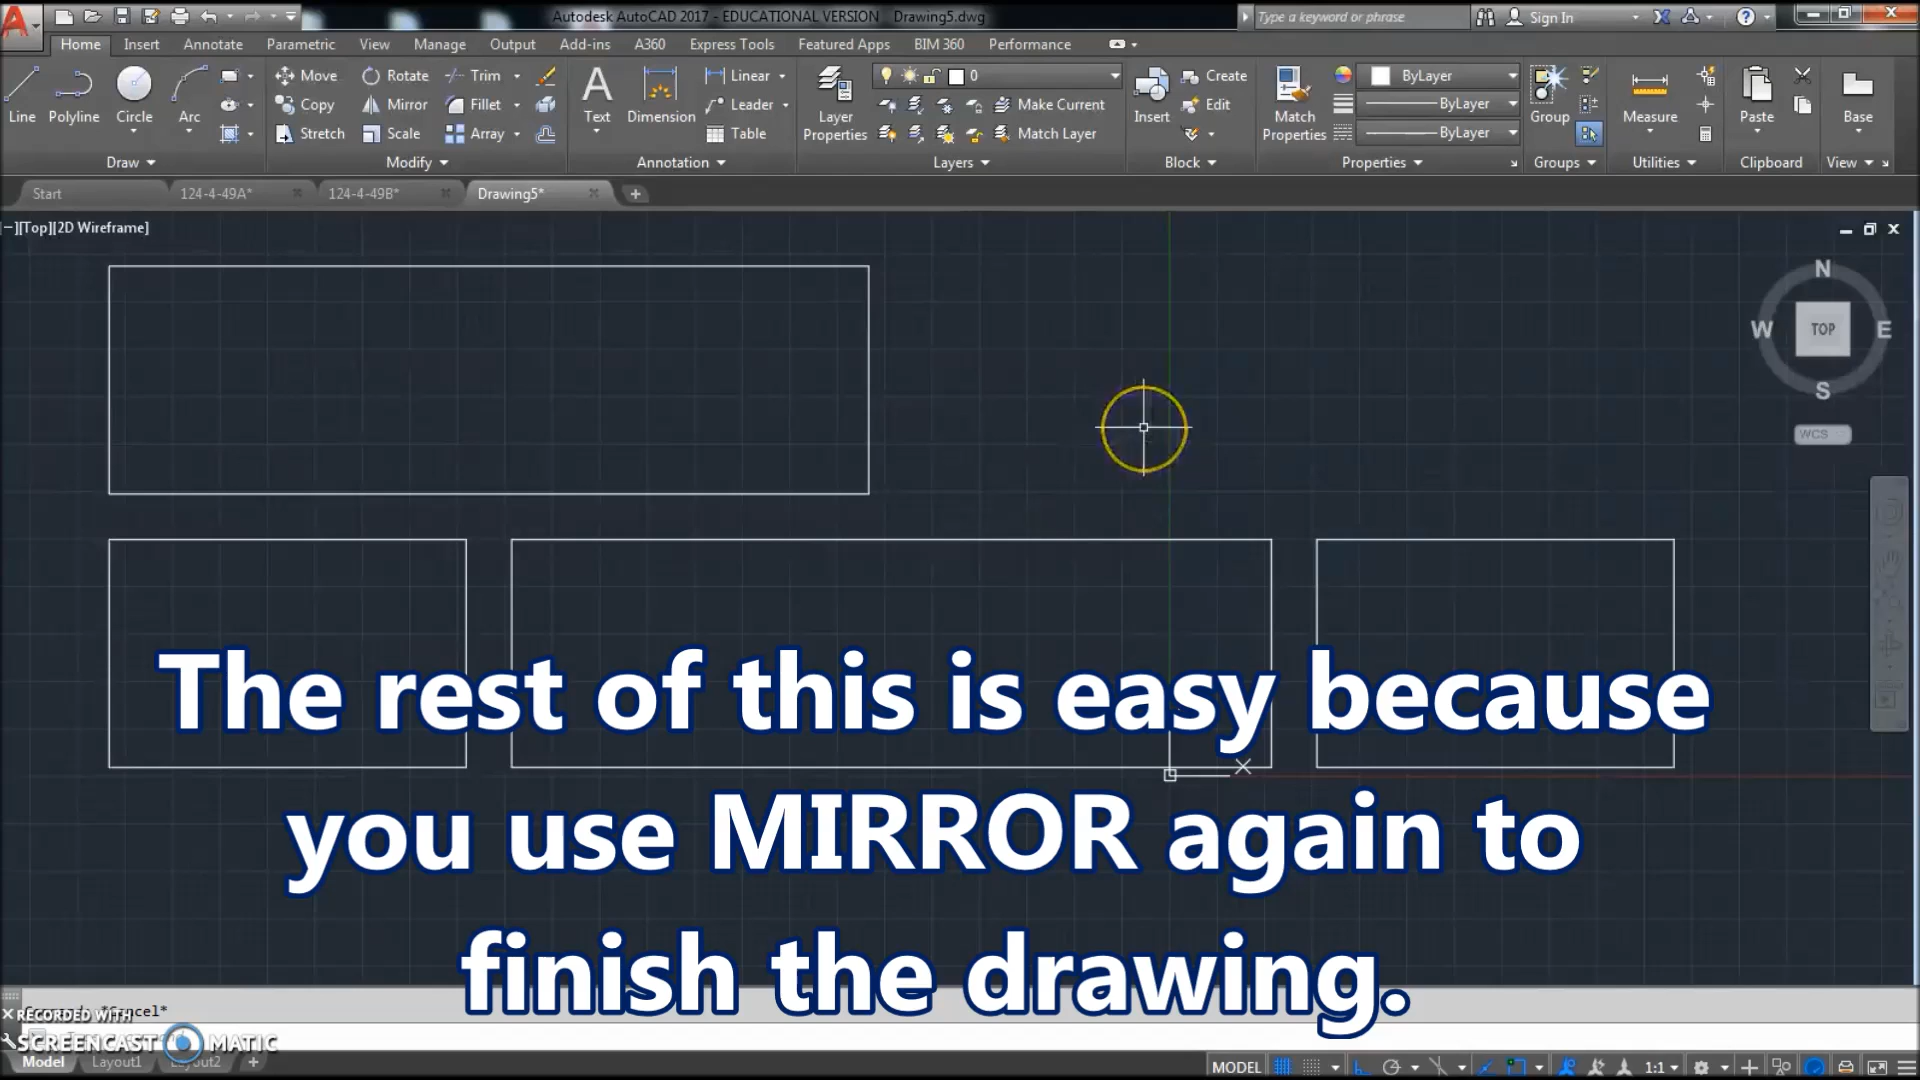 Autodesk AutoCAD 2017 - EDUCATIONAL VERSION Drawing5.dwg
Type a keyword or phrase
Sign In
Home Insert Annotate Parametric View Manage Output Add-ins A360 Express Tools Featured Apps BIM 360 Performance
Move Rotate Trim Linear 0 Create ByLayer
Copy Mirror Fillet Leader Make Current Edit ByLayer
Line Polyline Circle Arc Text Dimension Layer Properties Insert Match Properties Group Measure Paste Base
Stretch Scale Array Table Match Layer ByLayer
Draw Modify Annotation Layers Block Properties Groups Utilities Clipboard View
Start 124-4-49A* 124-4-49B* Drawing5*
[Top][2D Wireframe]
N
W TOP E
S
WCS
The rest of this is easy because
you use MIRROR again to
finish the drawing.
*Cancel*
RECORDED WITH
SCREENCAST MATIC
Model Layout1 Layout2
MODEL 1:1